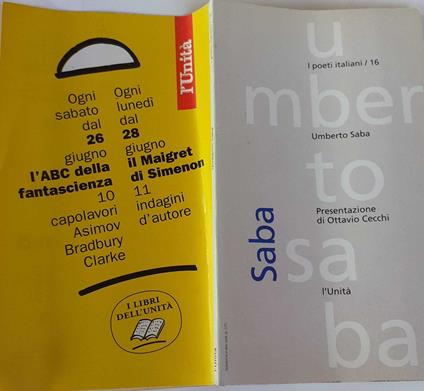 l'Unità
Ogni
sabato
dal
26
giugno
l'ABC della
fantascienza
10
capolavori
Asimov
Bradbury
Clarke
Ogni
lunedì
dal
28
giugno
il Maigret
di Simenon
11
indagini
d'autore
I LIBRI
DELL'UNITÀ
Saba
u
mber
to
sa
ba
I poeti italiani / 16
Umberto Saba
Presentazione
di Ottavio Cecchi
l'Unità